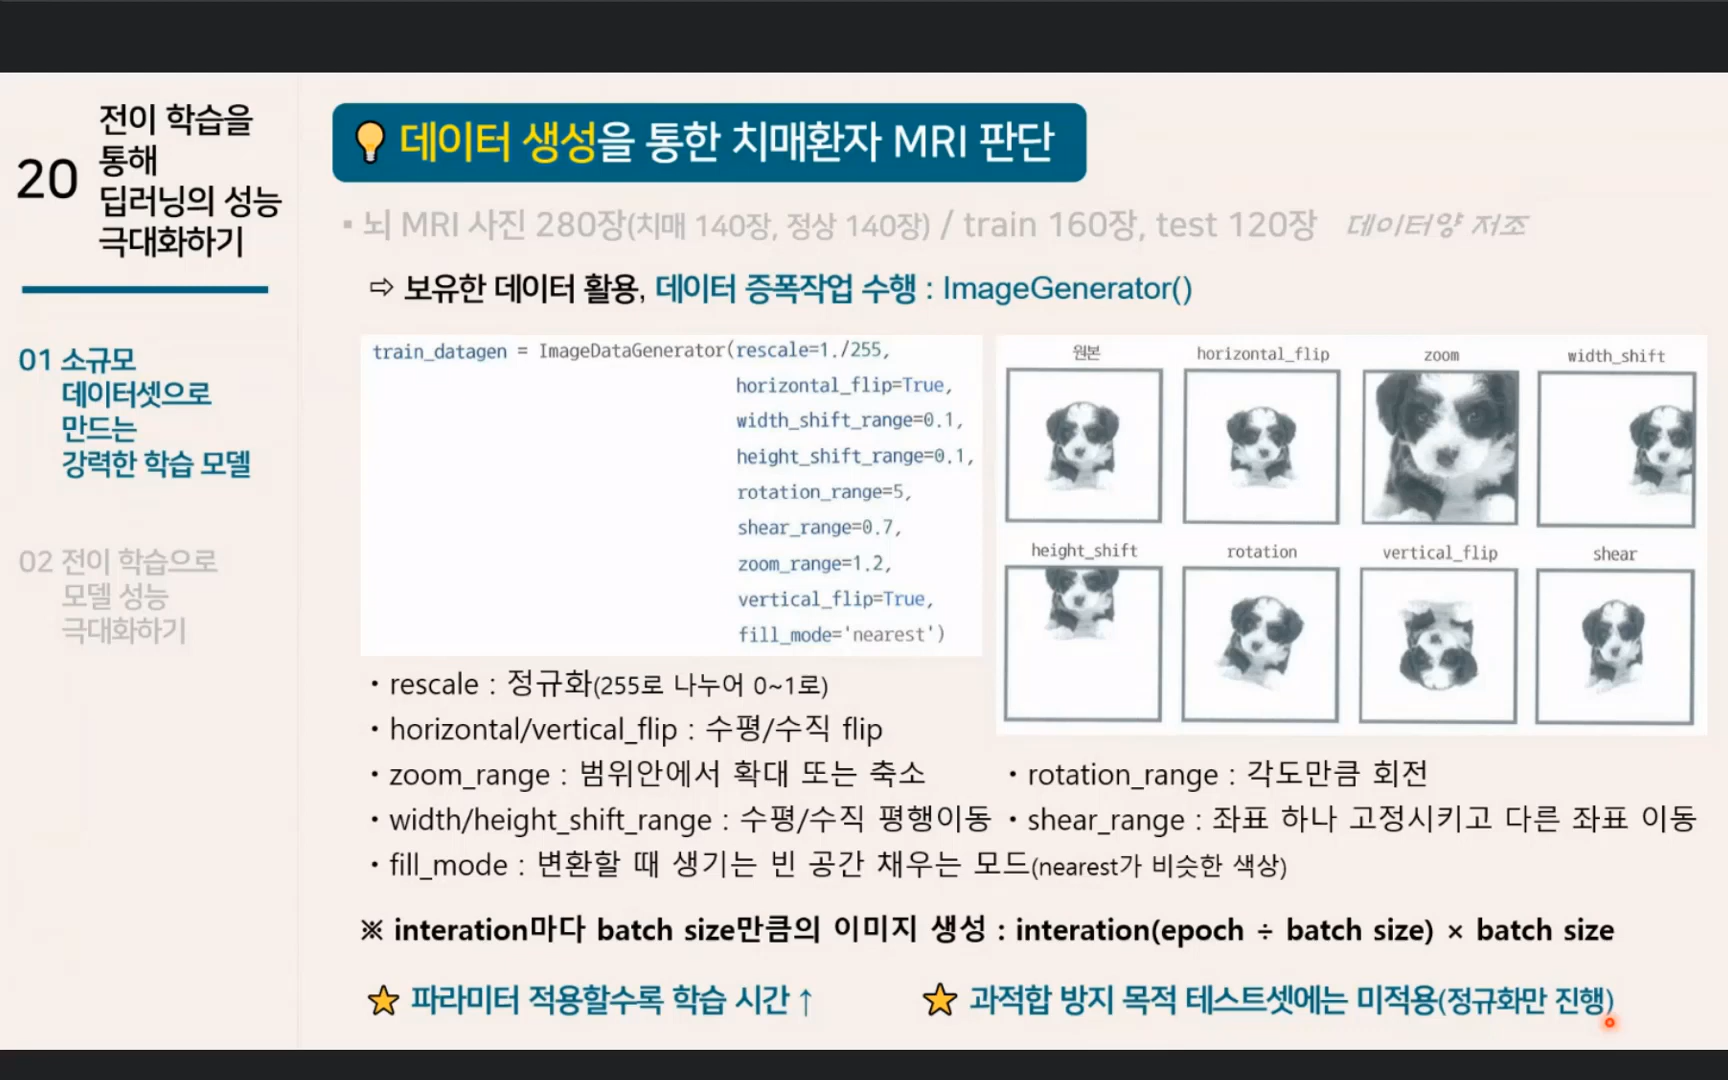 20
전이 학습을
통해
딥러닝의 성능
극대화하기
01 소규모
데이터셋으로
만드는
강력한 학습 모델
02 전이 학습으로
모델 성능
극대화하기
데이터 생성을 통한 치매환자 MRI 판단
▪ 뇌 MRI 사진 280장(치매 140장, 정상 140장) / train 160장, test 120장 데이터양 저조
⇨ 보유한 데이터 활용, 데이터 증폭작업 수행 : ImageGenerator()
train_datagen = ImageDataGenerator(rescale=1./255,
horizontal_flip=True,
width_shift_range=0.1,
height_shift_range=0.1,
rotation_range=5,
shear_range=0.7,
zoom_range=1.2,
vertical_flip=True,
fill_mode='nearest')
원본 horizontal_flip zoom width_shift
height_shift rotation vertical_flip shear
・rescale : 정규화(255로 나누어 0~1로)
・horizontal/vertical_flip : 수평/수직 flip
・zoom_range : 범위안에서 확대 또는 축소
・rotation_range : 각도만큼 회전
・width/height_shift_range : 수평/수직 평행이동
・shear_range : 좌표 하나 고정시키고 다른 좌표 이동
・fill_mode : 변환할 때 생기는 빈 공간 채우는 모드(nearest가 비슷한 색상)
※ interation마다 batch size만큼의 이미지 생성 : interation(epoch ÷ batch size) × batch size
파라미터 적용할수록 학습 시간↑
과적합 방지 목적 테스트셋에는 미적용(정규화만 진행)